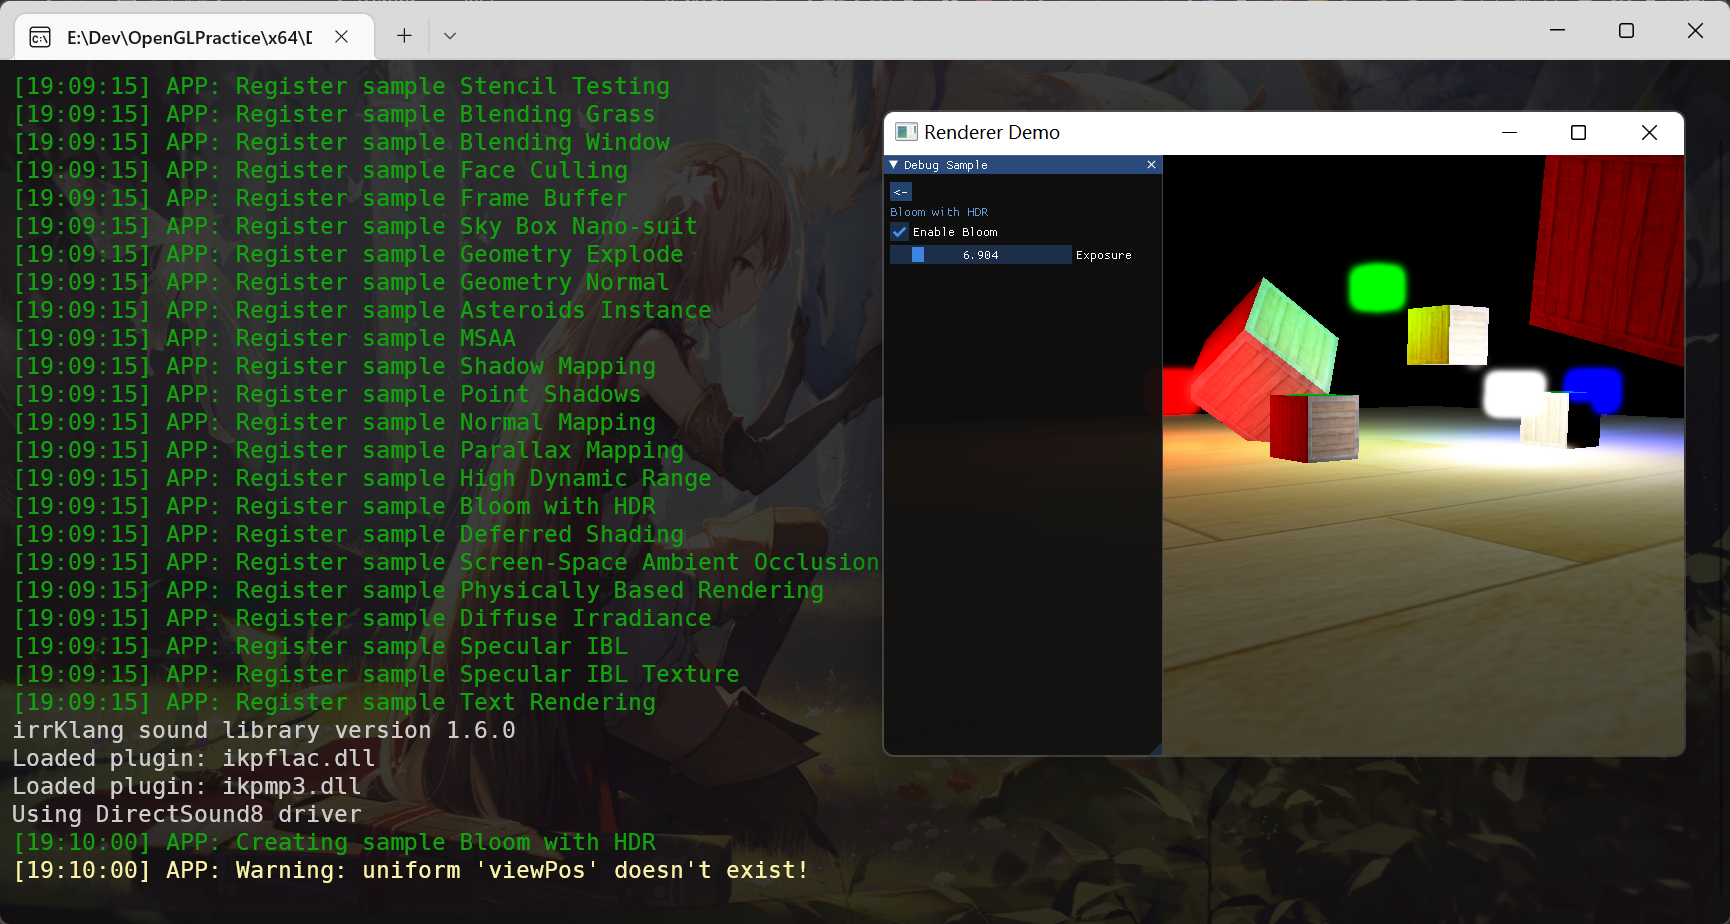 E:\Dev\OpenGLPractice\x64\D
[19:09:15] APP: Register sample Stencil Testing
[19:09:15] APP: Register sample Blending Grass
[19:09:15] APP: Register sample Blending Window
[19:09:15] APP: Register sample Face Culling
[19:09:15] APP: Register sample Frame Buffer
[19:09:15] APP: Register sample Sky Box Nano-suit
[19:09:15] APP: Register sample Geometry Explode
[19:09:15] APP: Register sample Geometry Normal
[19:09:15] APP: Register sample Asteroids Instance
[19:09:15] APP: Register sample MSAA
[19:09:15] APP: Register sample Shadow Mapping
[19:09:15] APP: Register sample Point Shadows
[19:09:15] APP: Register sample Normal Mapping
[19:09:15] APP: Register sample Parallax Mapping
[19:09:15] APP: Register sample High Dynamic Range
[19:09:15] APP: Register sample Bloom with HDR
[19:09:15] APP: Register sample Deferred Shading
[19:09:15] APP: Register sample Screen-Space Ambient Occlusion
[19:09:15] APP: Register sample Physically Based Rendering
[19:09:15] APP: Register sample Diffuse Irradiance
[19:09:15] APP: Register sample Specular IBL
[19:09:15] APP: Register sample Specular IBL Texture
[19:09:15] APP: Register sample Text Rendering
irrKlang sound library version 1.6.0
Loaded plugin: ikpflac.dll
Loaded plugin: ikpmp3.dll
Using DirectSound8 driver
[19:10:00] APP: Creating sample Bloom with HDR
[19:10:00] APP: Warning: uniform 'viewPos' doesn't exist!
Renderer Demo
Debug Sample
<-
Bloom with HDR
Enable Bloom
6.904 Exposure